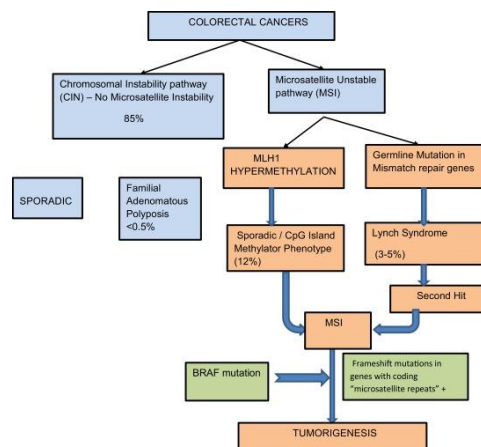 COLORECTAL CANCERS
Chromosomal Instability pathway
(CIN) – No Microsatellite Instability
85%
Microsatellite Unstable
pathway (MSI)
MLH1
HYPERMETHYLATION
Germline Mutation in
Mismatch repair genes
SPORADIC
Familial
Adenomatous
Polyposis
<0.5%
Sporadic / CpG Island
Methylator Phenotype
(12%)
Lynch Syndrome
(3-5%)
Second Hit
MSI
BRAF mutation
Frameshift mutations in
genes with coding
“microsatellite repeats” +
TUMORIGENESIS